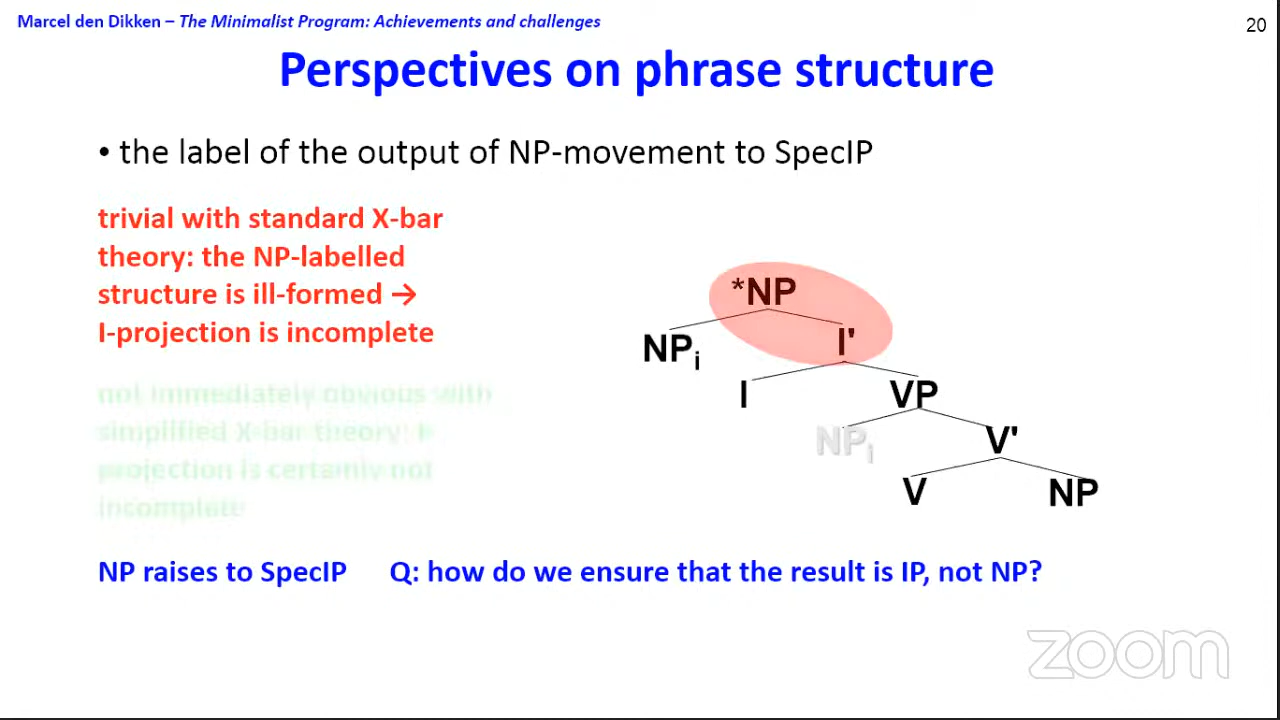 Marcel den Dikken – The Minimalist Program: Achievements and challenges
20
Perspectives on phrase structure
• the label of the output of NP-movement to SpecIP
trivial with standard X-bar
theory: the NP-labelled
structure is ill-formed →
I-projection is incomplete
not immediately obvious with
simplified X-bar theory: I-
projection is certainly not
incomplete
*NP
NPi
I'
I
VP
NPi
V'
V
NP
NP raises to SpecIP Q: how do we ensure that the result is IP, not NP?
zoom